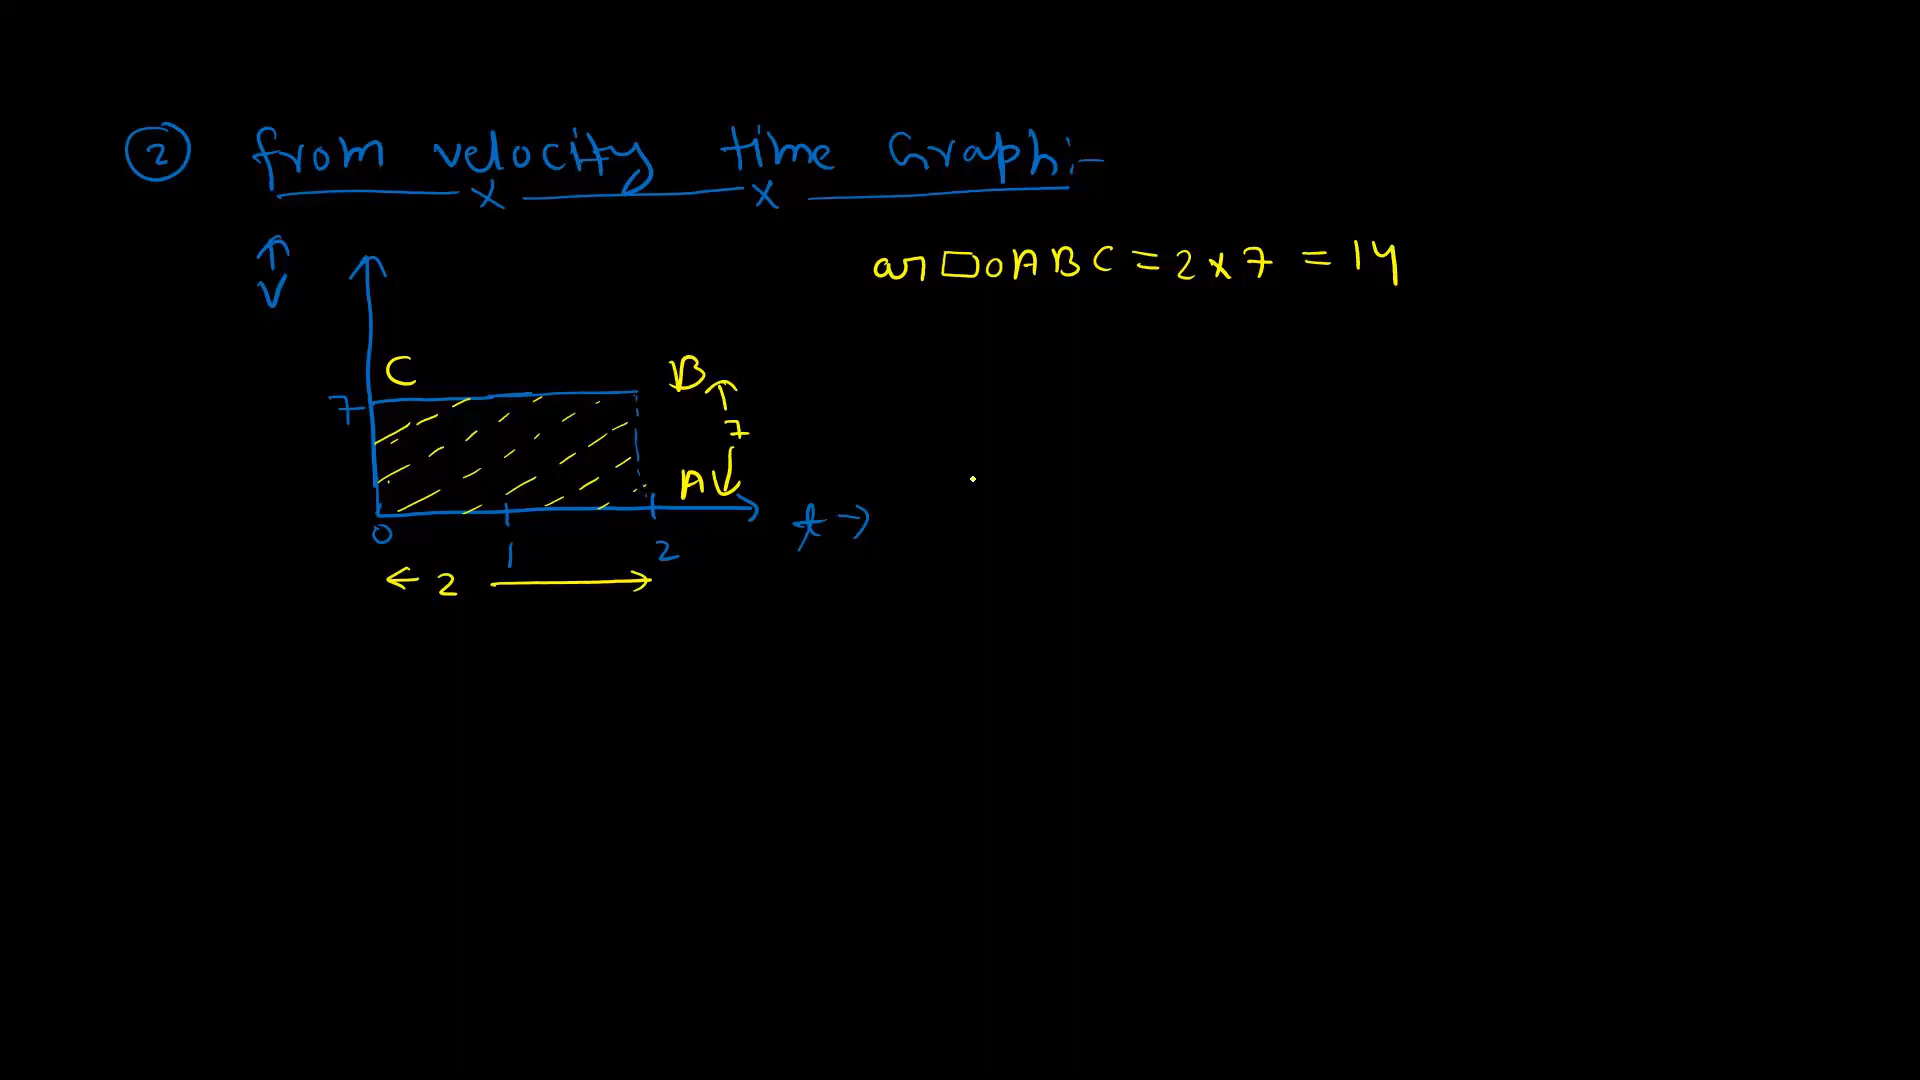 ② from velocity time Graph:-
ar▭OABC = 2 x 7 = 14
↑
V
C
B
7
7
A
t →
0
1
2
2